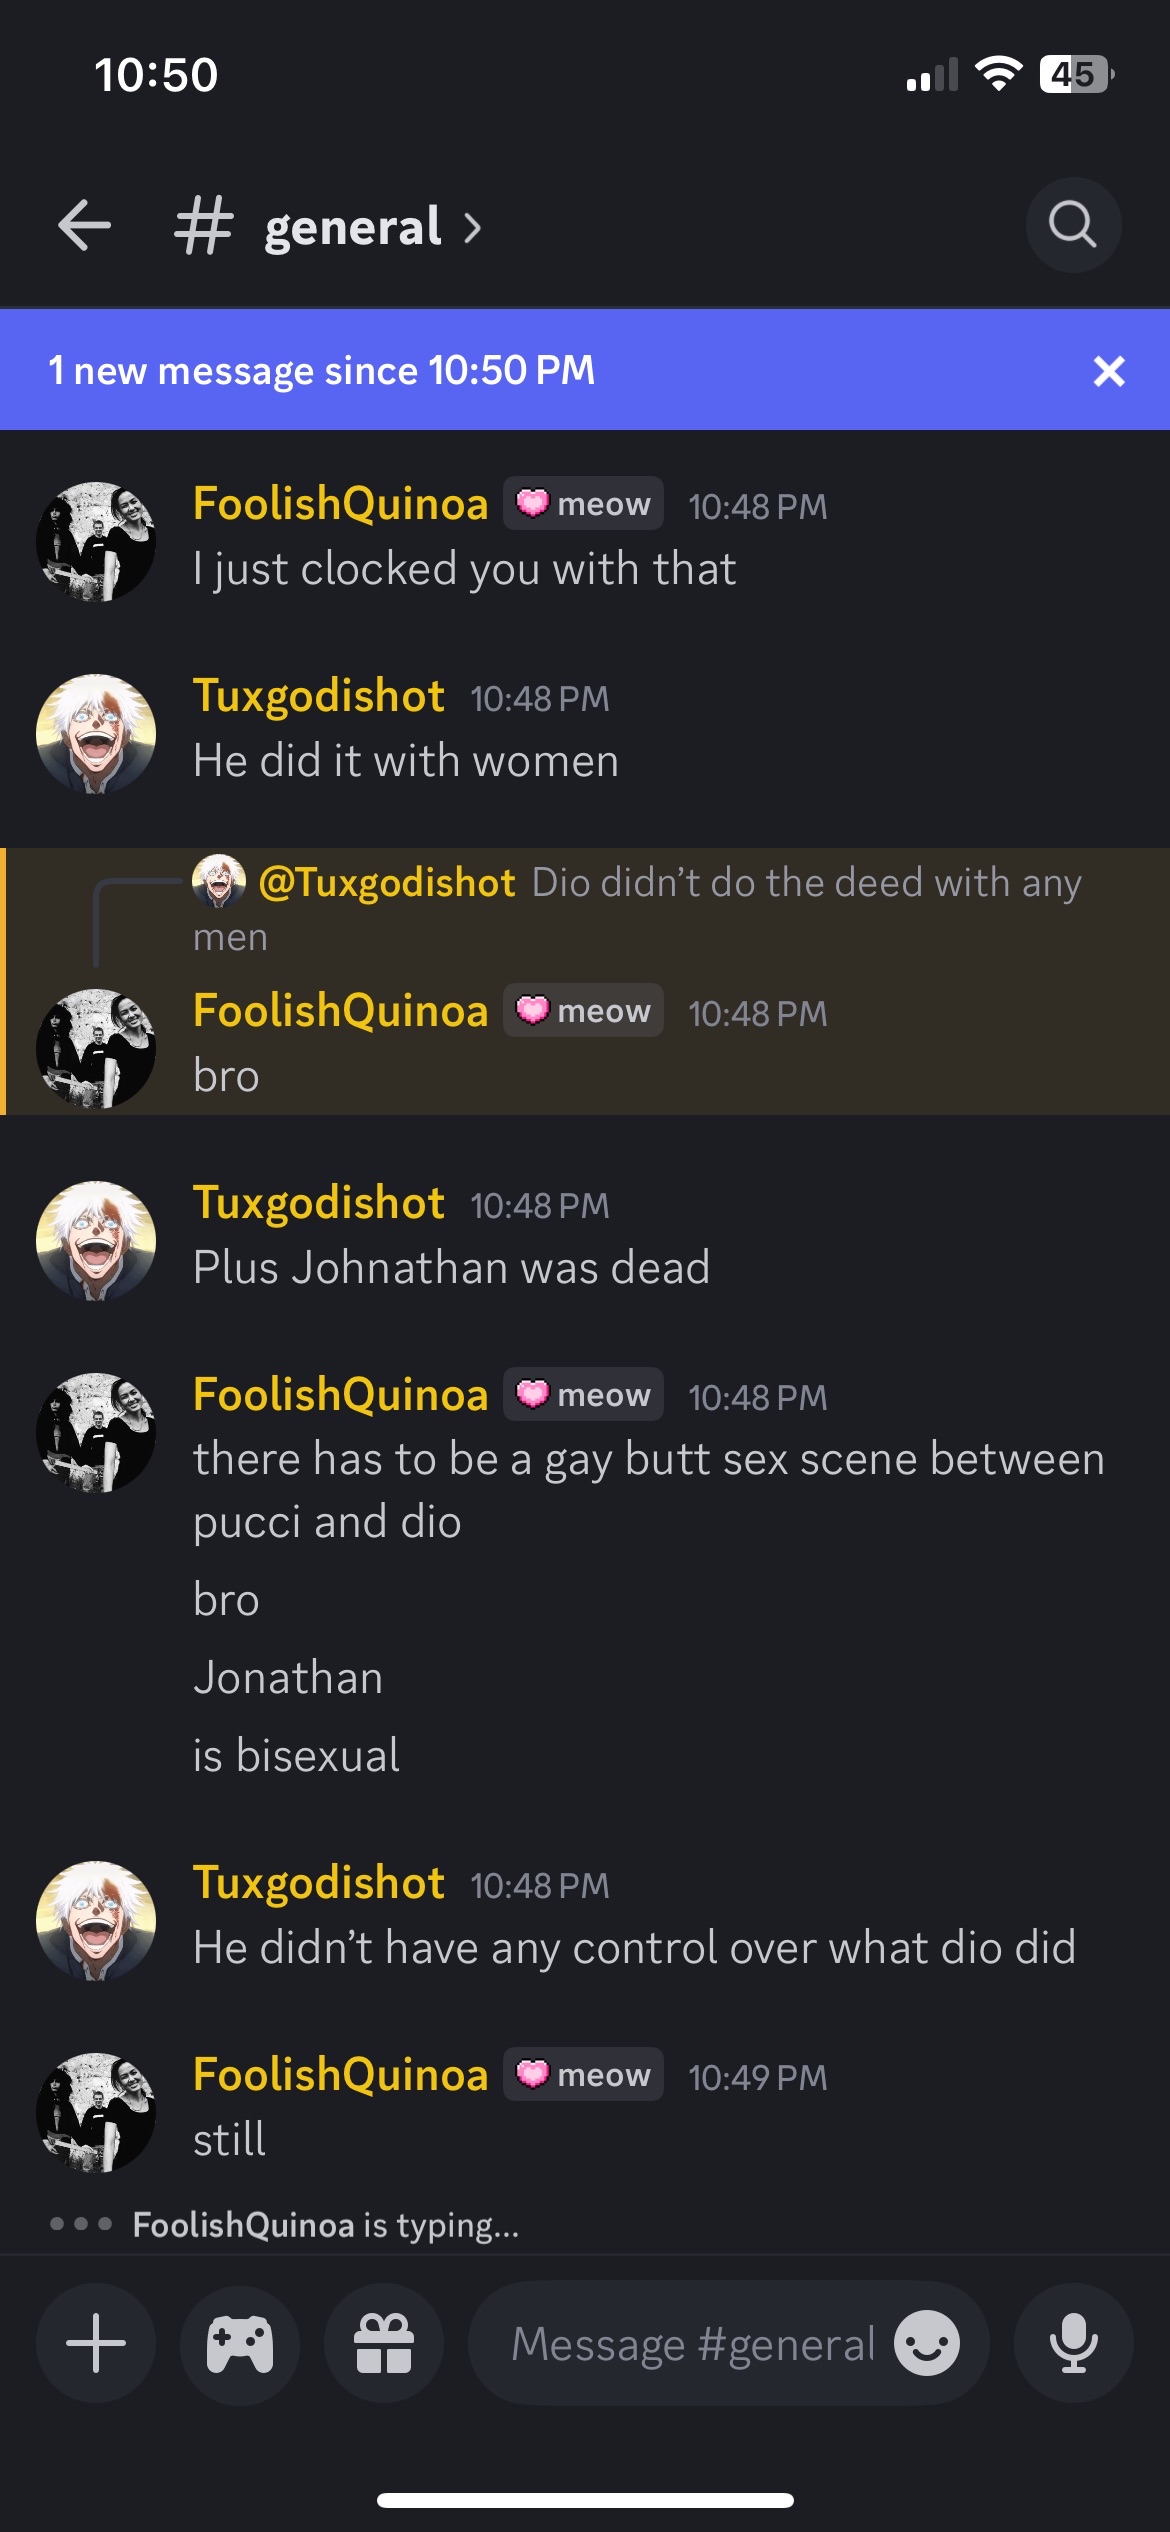 10:50
45
general
1 new message since 10:50 PM
FoolishQuinoa meow 10:48 PM
I just clocked you with that
Tuxgodishot 10:48 PM
He did it with women
@Tuxgodishot Dio didn’t do the deed with any
men
FoolishQuinoa meow 10:48 PM
bro
Tuxgodishot 10:48 PM
Plus Johnathan was dead
FoolishQuinoa meow 10:48 PM
there has to be a gay butt sex scene between
pucci and dio
bro
Jonathan
is bisexual
Tuxgodishot 10:48 PM
He didn’t have any control over what dio did
FoolishQuinoa meow 10:49 PM
still
FoolishQuinoa is typing...
Message #general